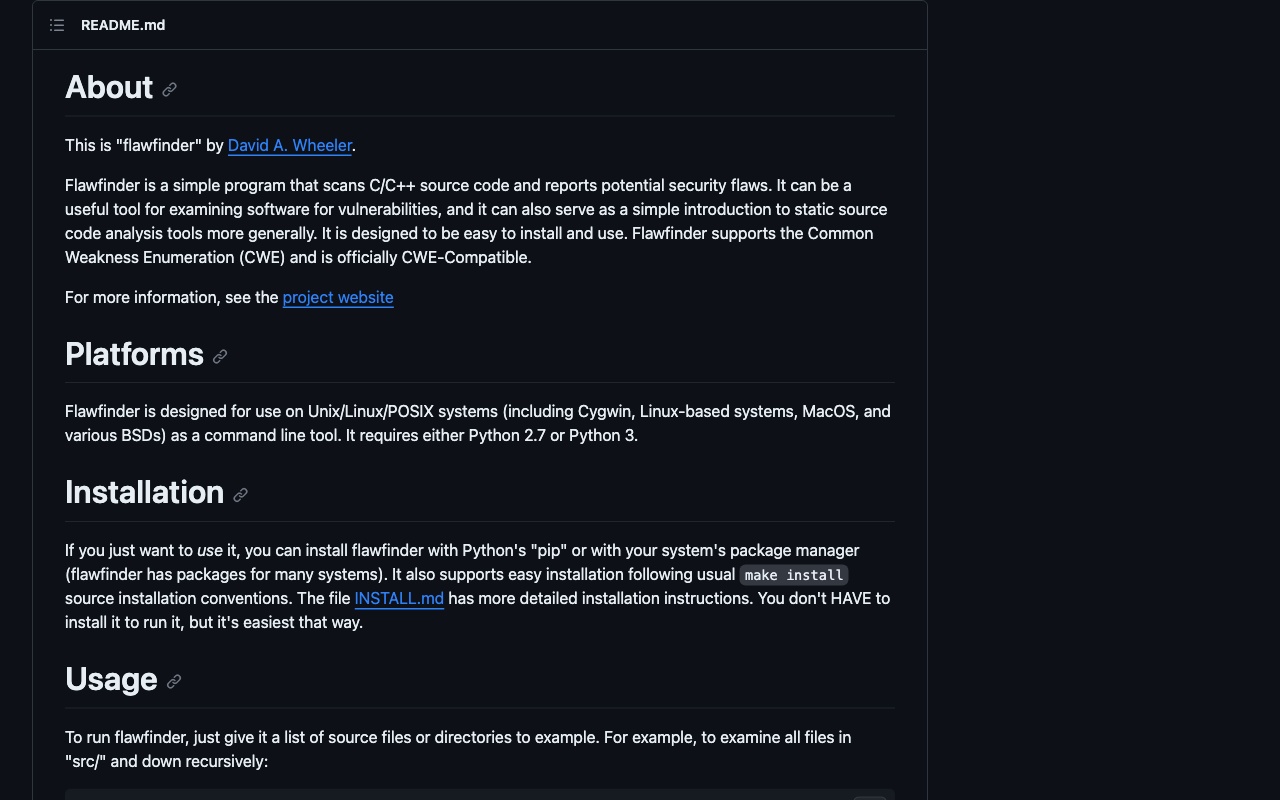 README.md
About
This is "flawfinder" by David A. Wheeler.
Flawfinder is a simple program that scans C/C++ source code and reports potential security flaws. It can be a
useful tool for examining software for vulnerabilities, and it can also serve as a simple introduction to static source
code analysis tools more generally. It is designed to be easy to install and use. Flawfinder supports the Common
Weakness Enumeration (CWE) and is officially CWE-Compatible.
For more information, see the project website
Platforms
Flawfinder is designed for use on Unix/Linux/POSIX systems (including Cygwin, Linux-based systems, MacOS, and
various BSDs) as a command line tool. It requires either Python 2.7 or Python 3.
Installation
If you just want to use it, you can install flawfinder with Python's "pip" or with your system's package manager
(flawfinder has packages for many systems). It also supports easy installation following usual make install
source installation conventions. The file INSTALL.md has more detailed installation instructions. You don't HAVE to
install it to run it, but it's easiest that way.
Usage
To run flawfinder, just give it a list of source files or directories to example. For example, to examine all files in
"src/" and down recursively: